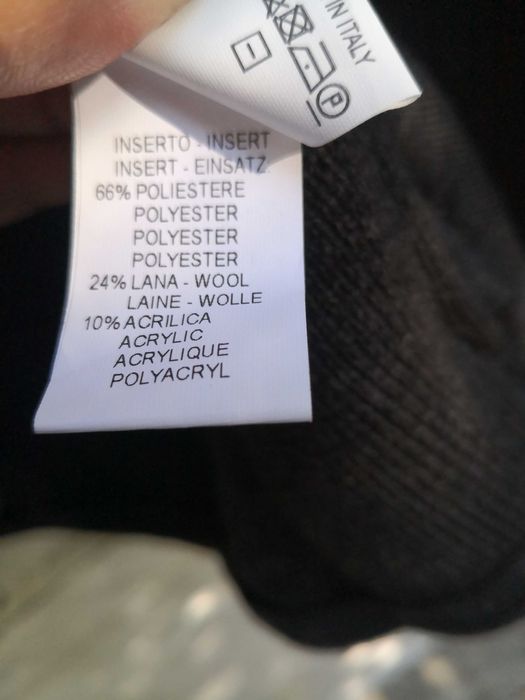 IN ITALY
P
INSERTO - INSERT
INSERT - EINSATZ
66% POLIESTERE
POLYESTER
POLYESTER
POLYESTER
24% LANA - WOOL
LAINE - WOLLE
10% ACRILICA
ACRYLIC
ACRYLIQUE
POLYACRYL